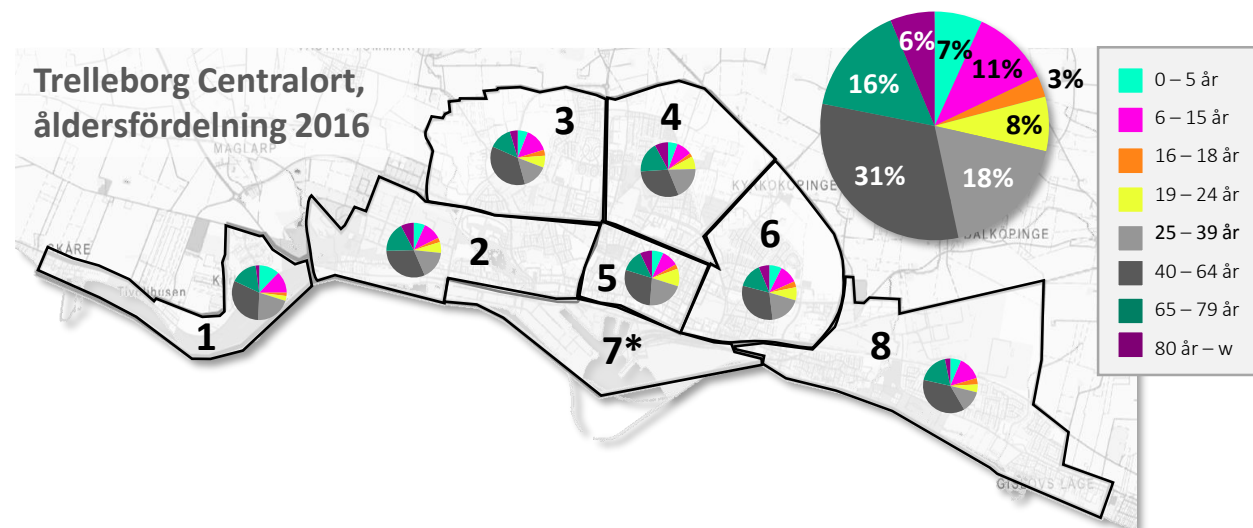 Trelleborg Centralort,
åldersfördelning 2016
6%
7%
11%
3%
16%
8%
31%
18%
0 – 5 år
6 – 15 år
16 – 18 år
19 – 24 år
25 – 39 år
40 – 64 år
65 – 79 år
80 år – w
MAGLARP
SKÅRE
DALKÖPINGE
GISLÖVS LÄGE
1
2
3
4
5
6
7*
8